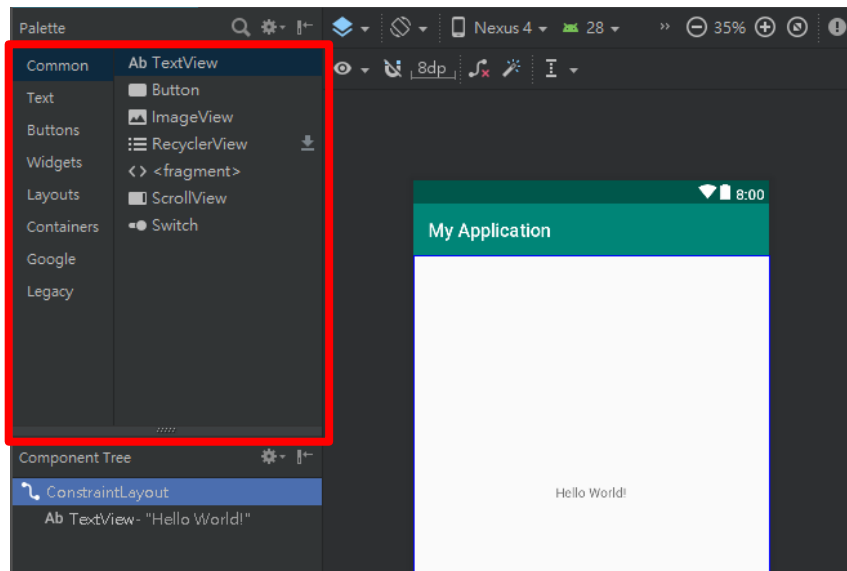 Palette
Nexus 4
28
35%
Common
Text
Buttons
Widgets
Layouts
Containers
Google
Legacy
Ab TextView
Button
ImageView
RecyclerView
<fragment>
ScrollView
Switch
8dp
8:00
My Application
Hello World!
Component Tree
ConstraintLayout
Ab TextView- "Hello World!"